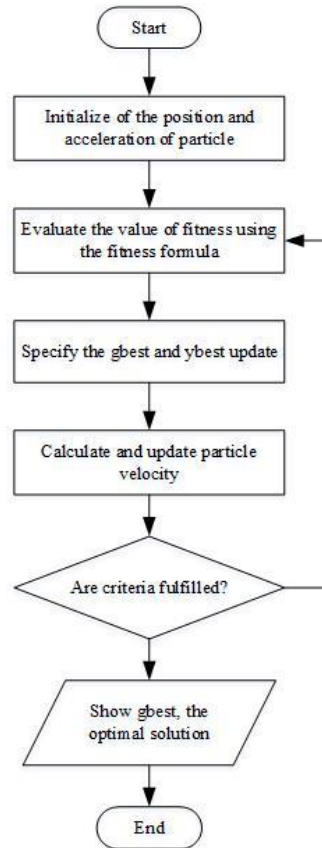 Start
Initialize of the position and
acceleration of particle
Evaluate the value of fitness using
the fitness formula
Specify the gbest and ybest update
Calculate and update particle
velocity
Are criteria fulfilled?
Show gbest, the
optimal solution
End